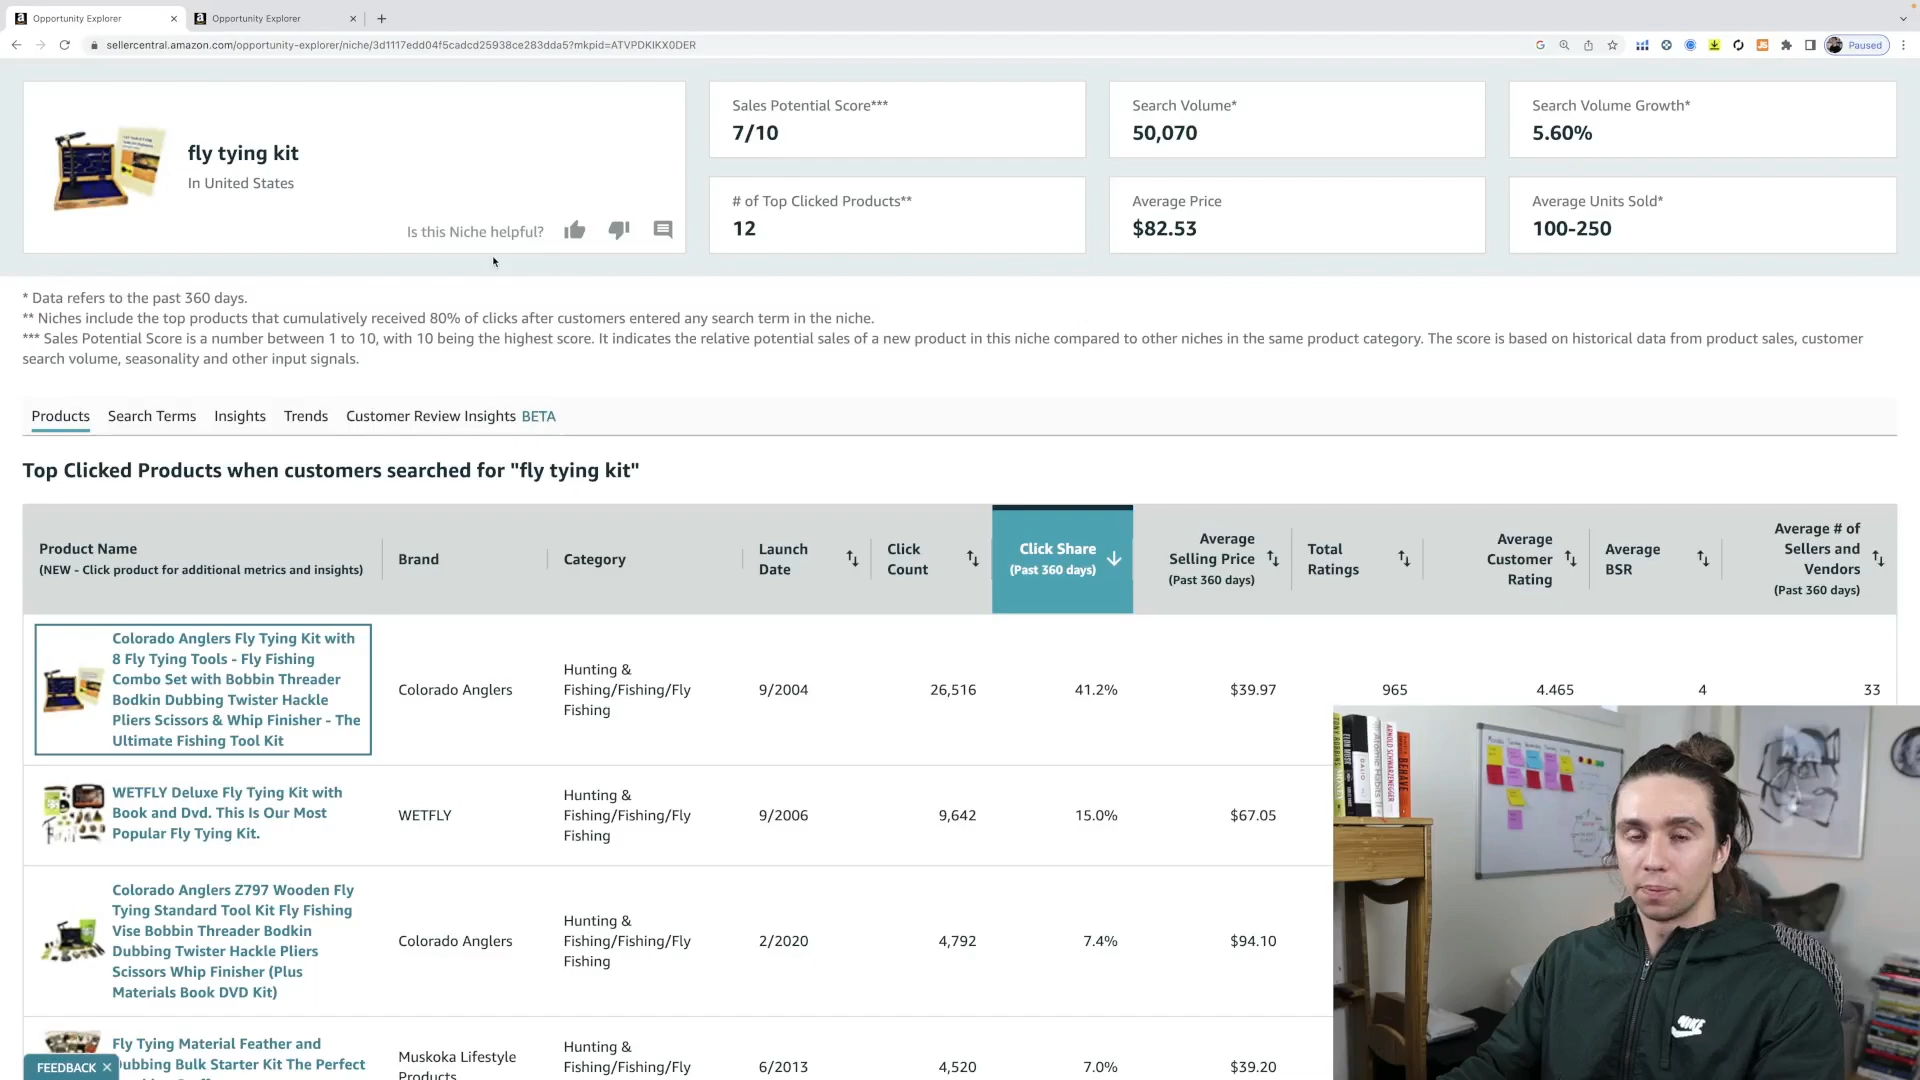 Opportunity Explorer
Opportunity Explorer
sellercentral.amazon.com/opportunity-explorer/niche/3d1117edd04f5cadcd25938ce283dda5?mkpid=ATVPDKIKX0DER
Paused
fly tying kit
In United States
Is this Niche helpful?
Sales Potential Score***
7/10
Search Volume*
50,070
Search Volume Growth*
5.60%
# of Top Clicked Products**
12
Average Price
$82.53
Average Units Sold*
100-250
* Data refers to the past 360 days.
** Niches include the top products that cumulatively received 80% of clicks after customers entered any search term in the niche.
*** Sales Potential Score is a number between 1 to 10, with 10 being the highest score. It indicates the relative potential sales of a new product in this niche compared to other niches in the same product category. The score is based on historical data from product sales, customer
search volume, seasonality and other input signals.
Products Search Terms Insights Trends Customer Review Insights BETA
Top Clicked Products when customers searched for "fly tying kit"
Product Name
(NEW - Click product for additional metrics and insights)
Brand
Category
Launch
Date
Click
Count
Click Share
(Past 360 days)
Average
Selling Price
(Past 360 days)
Total
Ratings
Average
Customer
Rating
Average
BSR
Average # of
Sellers and
Vendors
(Past 360 days)
Colorado Anglers Fly Tying Kit with
8 Fly Tying Tools - Fly Fishing
Combo Set with Bobbin Threader
Bodkin Dubbing Twister Hackle
Pliers Scissors & Whip Finisher - The
Ultimate Fishing Tool Kit
Colorado Anglers
Hunting &
Fishing/Fishing/Fly
Fishing
9/2004
26,516
41.2%
$39.97
965
4.465
4
33
WETFLY Deluxe Fly Tying Kit with
Book and Dvd. This Is Our Most
Popular Fly Tying Kit.
WETFLY
Hunting &
Fishing/Fishing/Fly
Fishing
9/2006
9,642
15.0%
$67.05
Colorado Anglers Z797 Wooden Fly
Tying Standard Tool Kit Fly Fishing
Vise Bobbin Threader Bodkin
Dubbing Twister Hackle Pliers
Scissors Whip Finisher (Plus
Materials Book DVD Kit)
Colorado Anglers
Hunting &
Fishing/Fishing/Fly
Fishing
2/2020
4,792
7.4%
$94.10
Fly Tying Material Feather and
Dubbing Bulk Starter Kit The Perfect
Muskoka Lifestyle
Products
Hunting &
Fishing/Fishing/Fly
6/2013
4,520
7.0%
$39.20
FEEDBACK
TONY ROBBINS
ELON MUSK
DALIO
Atomic Habits
ARNOLD SCHWARZENEGGER
BEHAVE
NIKE